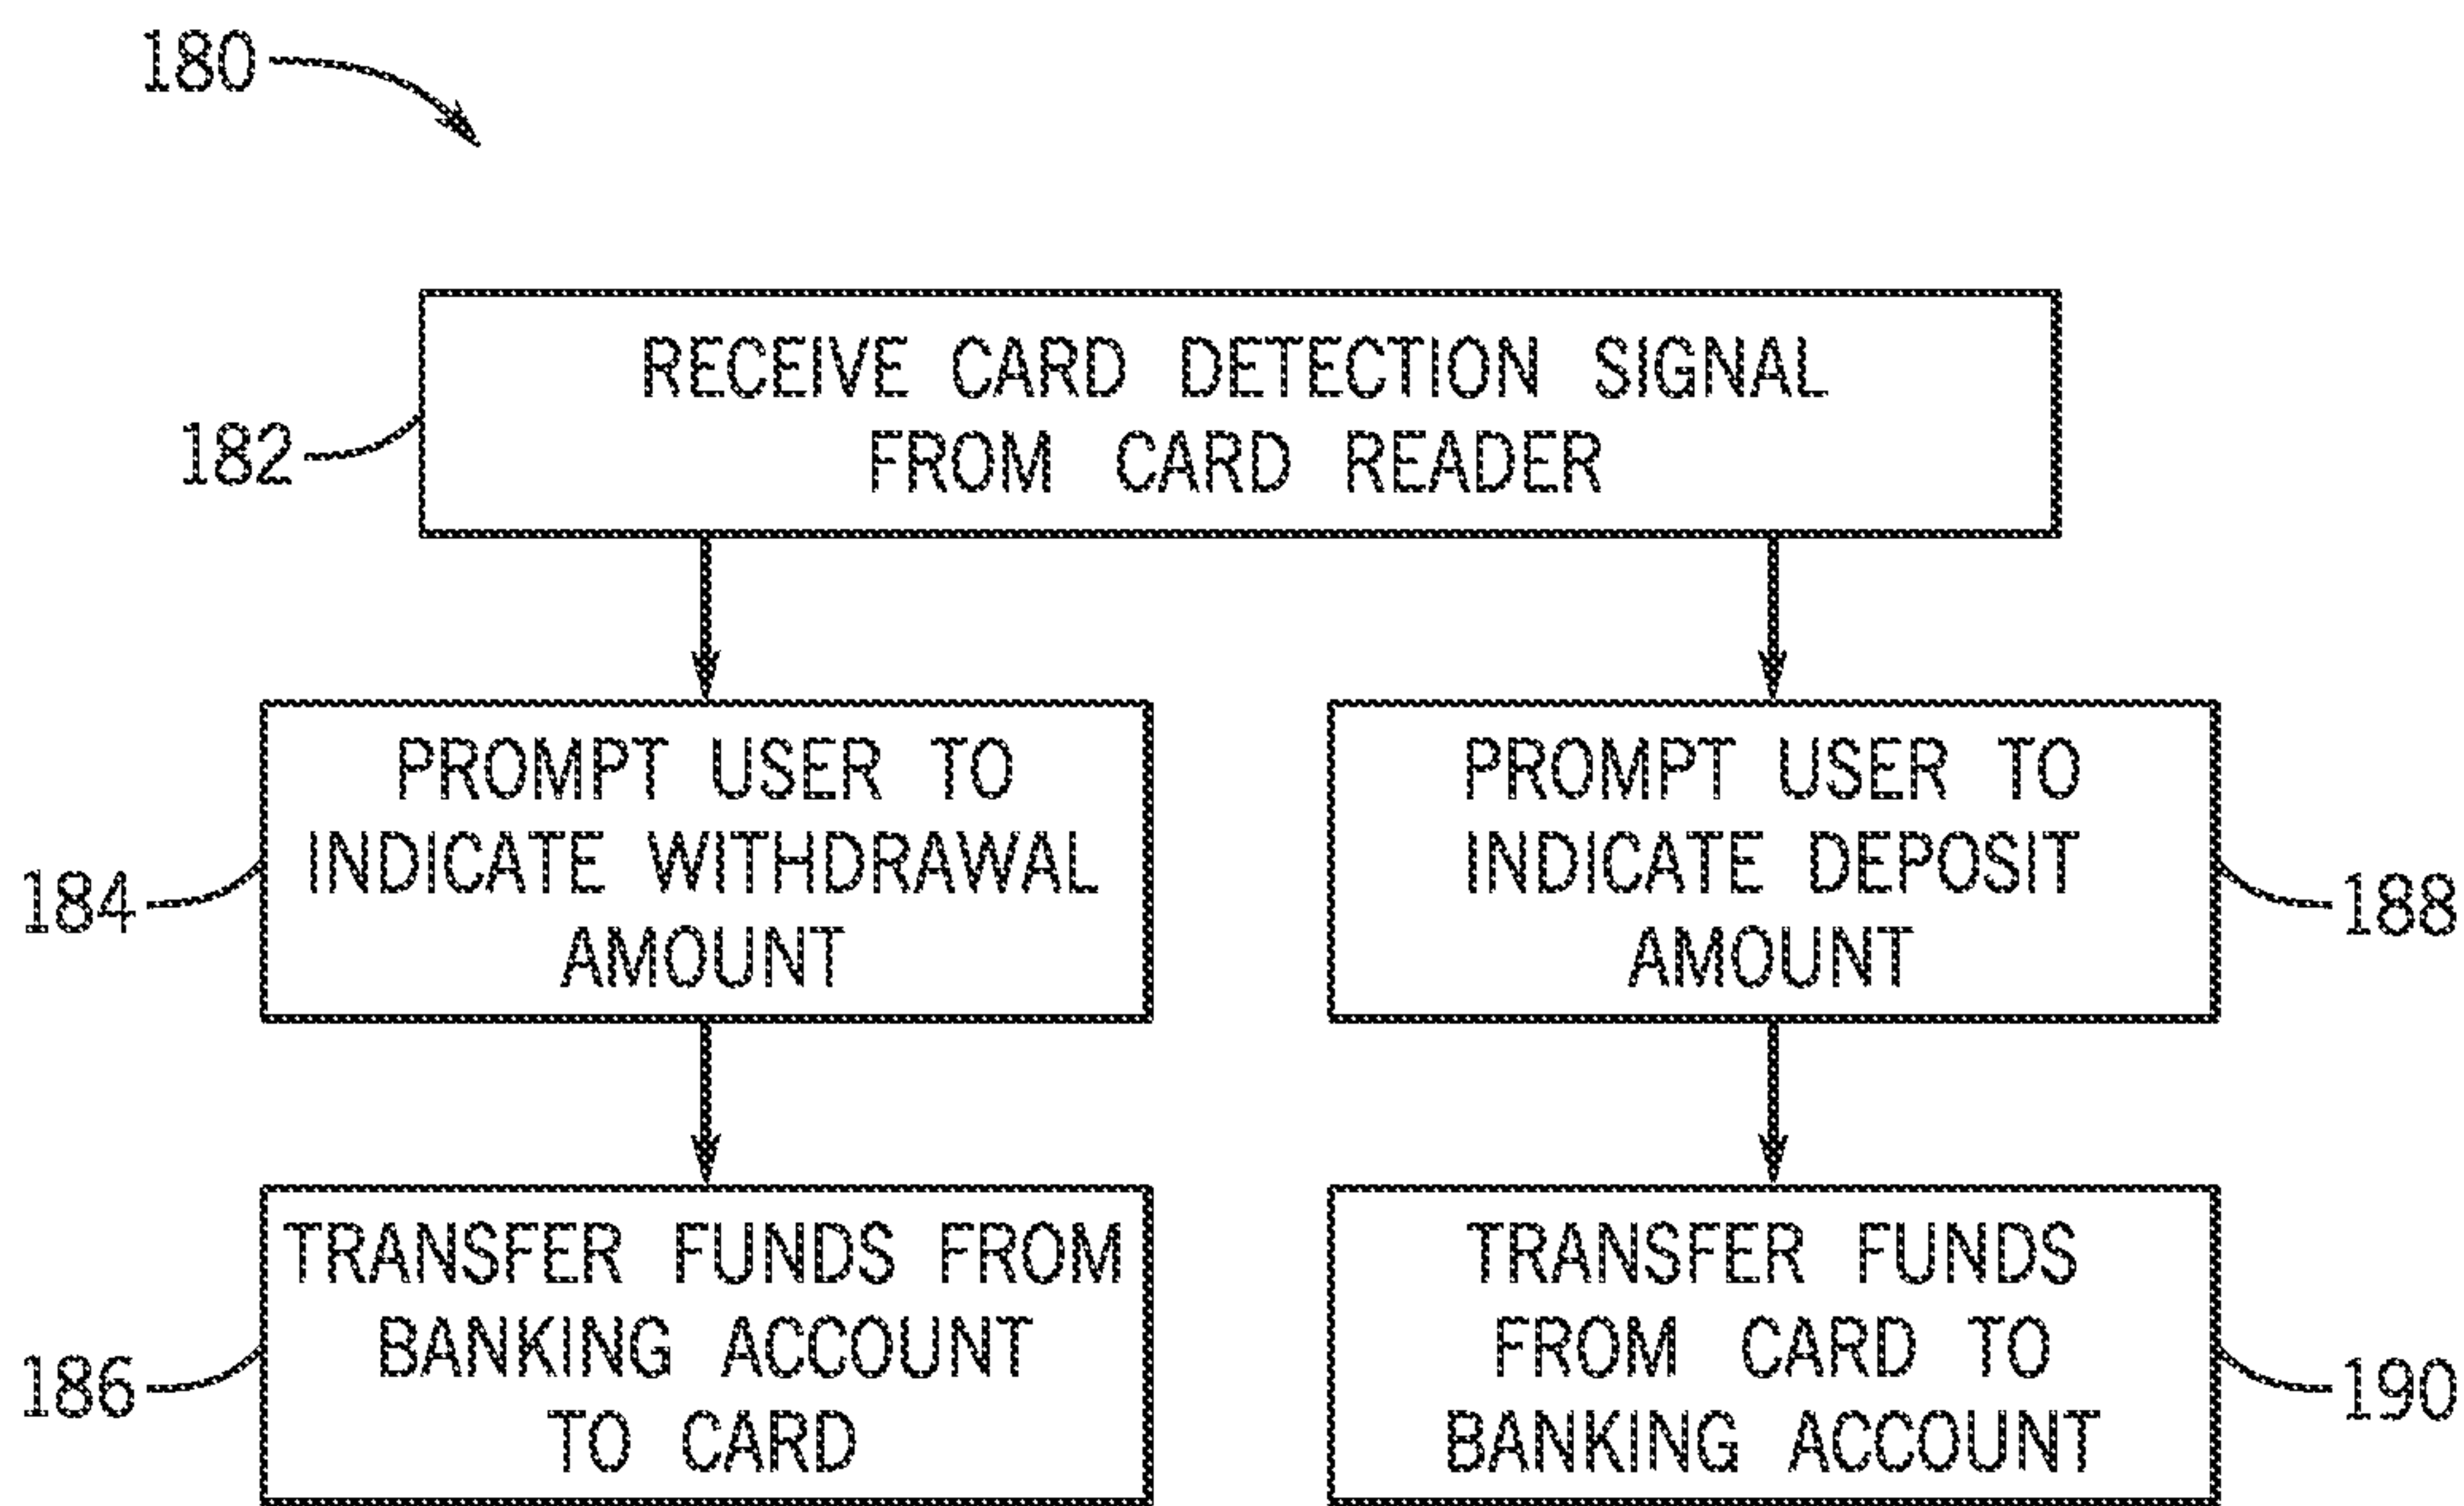 180
RECEIVE CARD DETECTION SIGNAL
FROM CARD READER
182
PROMPT USER TO
INDICATE WITHDRAWAL
AMOUNT
184
PROMPT USER TO
INDICATE DEPOSIT
AMOUNT
188
TRANSFER FUNDS FROM
BANKING ACCOUNT
TO CARD
186
TRANSFER FUNDS
FROM CARD TO
BANKING ACCOUNT
190